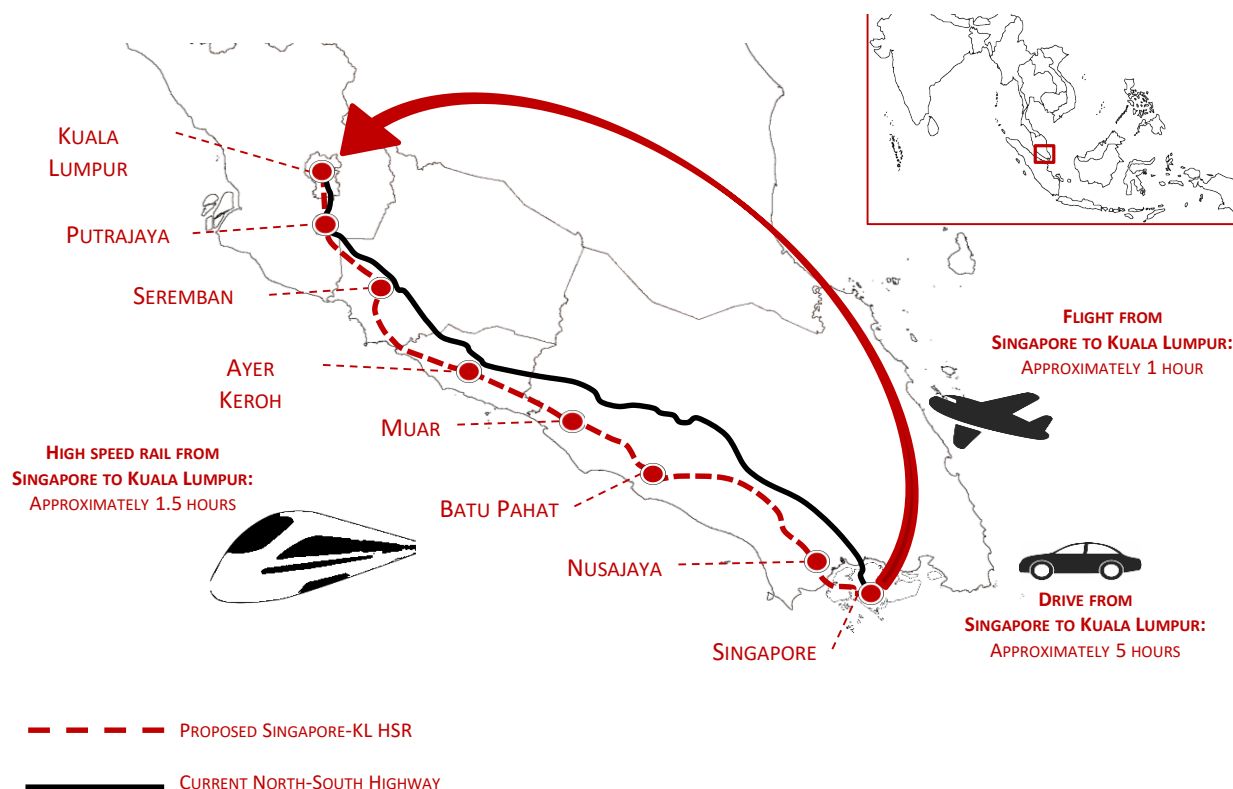 Kuala
Lumpur
Putrajaya
Seremban
Ayer
Keroh
Muar
Batu Pahat
Nusajaya
Singapore
Flight from
Singapore to Kuala Lumpur:
Approximately 1 hour
High speed rail from
Singapore to Kuala Lumpur:
Approximately 1.5 hours
Drive from
Singapore to Kuala Lumpur:
Approximately 5 hours
Proposed Singapore-KL HSR
Current North-South Highway